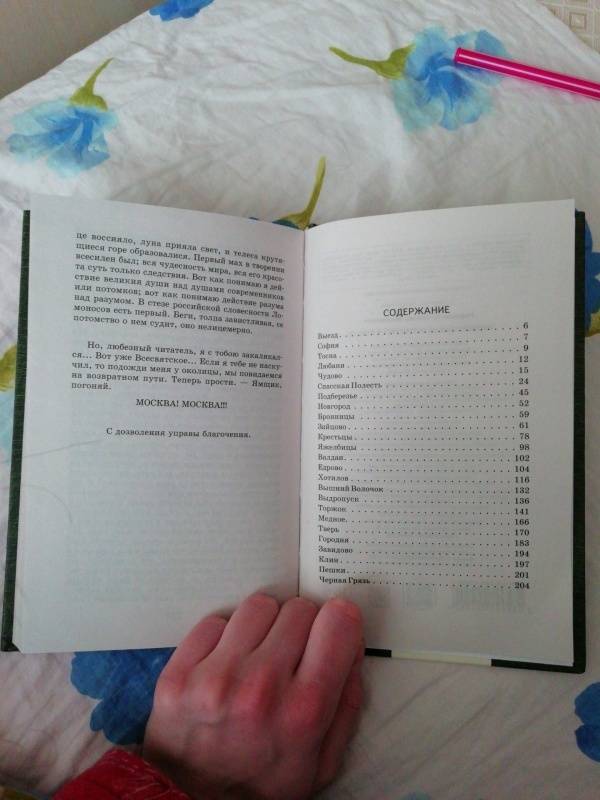 це воссияло, луна прияла свет, и телеса крутя-
щиеся горе образовалися. Первый мах в творении
всесилен был; вся чудесность мира, вся его красо-
та суть только следствия. Вот как понимаю я дей-
ствие великия души над душами современников
или потомков; вот как понимаю действие разума
над разумом. В стезе российской словесности Ло-
моносов есть первый. Беги, толпа завистливая, се
потомство о нем судит, оно нелицемерно.
Но, любезный читатель, я с тобою закалякал-
ся... Вот уже Всесвятское... Если я тебе не наску-
чил, то подожди меня у околицы, мы повидаемся
на возвратном пути. Теперь прости. — Ямщик,
погоняй.
МОСКВА! МОСКВА!!!
С дозволения управы благочения.
СОДЕРЖАНИЕ
Выезд 6
София 7
Тосна 9
Любани 12
Чудово 15
Спасская Полесть 24
Подберезье 45
Новгород 52
Бронницы 59
Зайцово 61
Крестьцы 78
Яжелбицы 98
Валдаи 102
Едрово 104
Хотилов 116
Вышний Волочок 132
Выдропуск 136
Торжок 141
Медное 166
Тверь 170
Городня 183
Завидово 194
Клин 197
Пешки 201
Черная Грязь 204